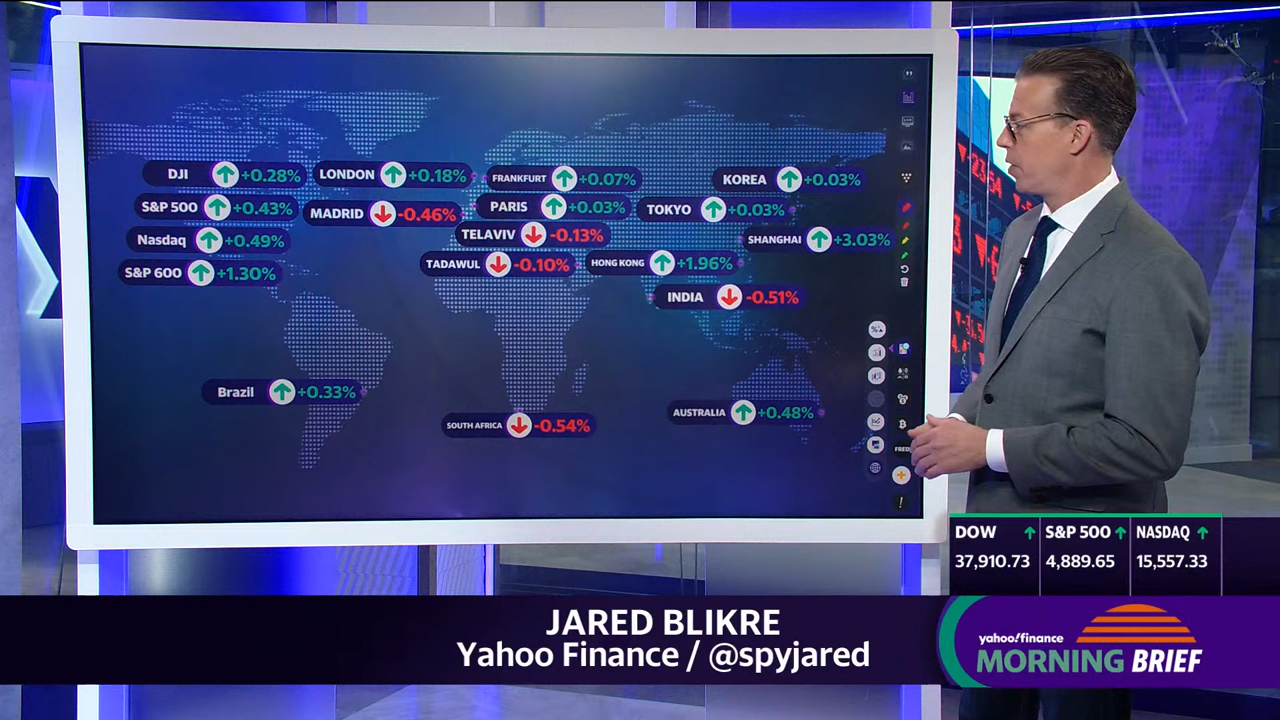 DJI +0.28%
LONDON +0.18%
FRANKFURT +0.07%
KOREA +0.03%
S&P 500 +0.43%
MADRID -0.46%
PARIS +0.03%
TOKYO +0.03%
Nasdaq +0.49%
TELAVIV -0.13%
SHANGHAI +3.03%
S&P 600 +1.30%
TADAWUL -0.10%
HONG KONG +1.96%
INDIA -0.51%
Brazil +0.33%
SOUTH AFRICA -0.54%
AUSTRALIA +0.48%
FRED
DOW S&P 500 NASDAQ
37,910.73 4,889.65 15,557.33
JARED BLIKRE
Yahoo Finance / @spyjared
yahoo!finance
MORNING BRIEF